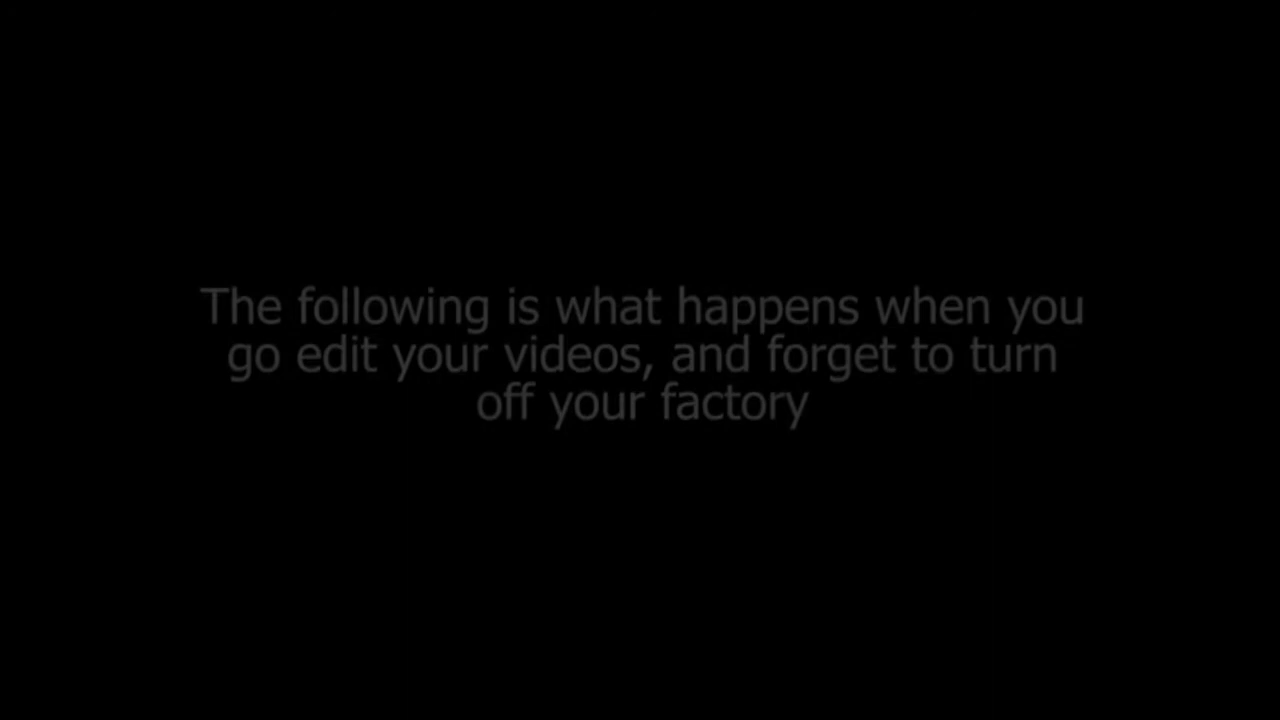 The following is what happens when you
go edit your videos, and forget to turn
off your factory